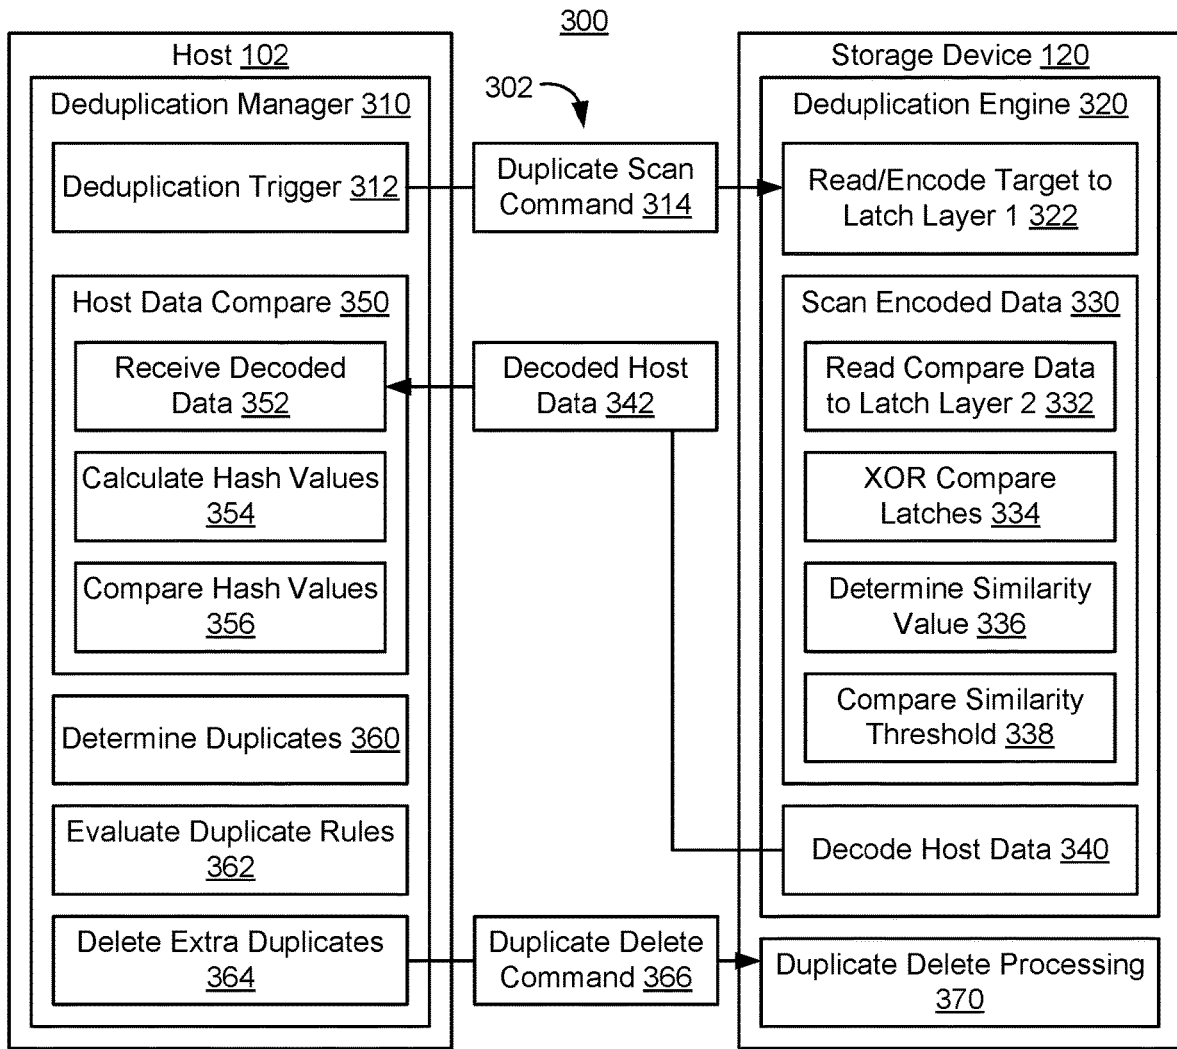 300
Host 102
Deduplication Manager 310
Deduplication Trigger 312
Host Data Compare 350
Receive Decoded
Data 352
Calculate Hash Values
354
Compare Hash Values
356
Determine Duplicates 360
Evaluate Duplicate Rules
362
Delete Extra Duplicates
364
302
Duplicate Scan
Command 314
Decoded Host
Data 342
Duplicate Delete
Command 366
Storage Device 120
Deduplication Engine 320
Read/Encode Target to
Latch Layer 1 322
Scan Encoded Data 330
Read Compare Data
to Latch Layer 2 332
XOR Compare
Latches 334
Determine Similarity
Value 336
Compare Similarity
Threshold 338
Decode Host Data 340
Duplicate Delete Processing
370